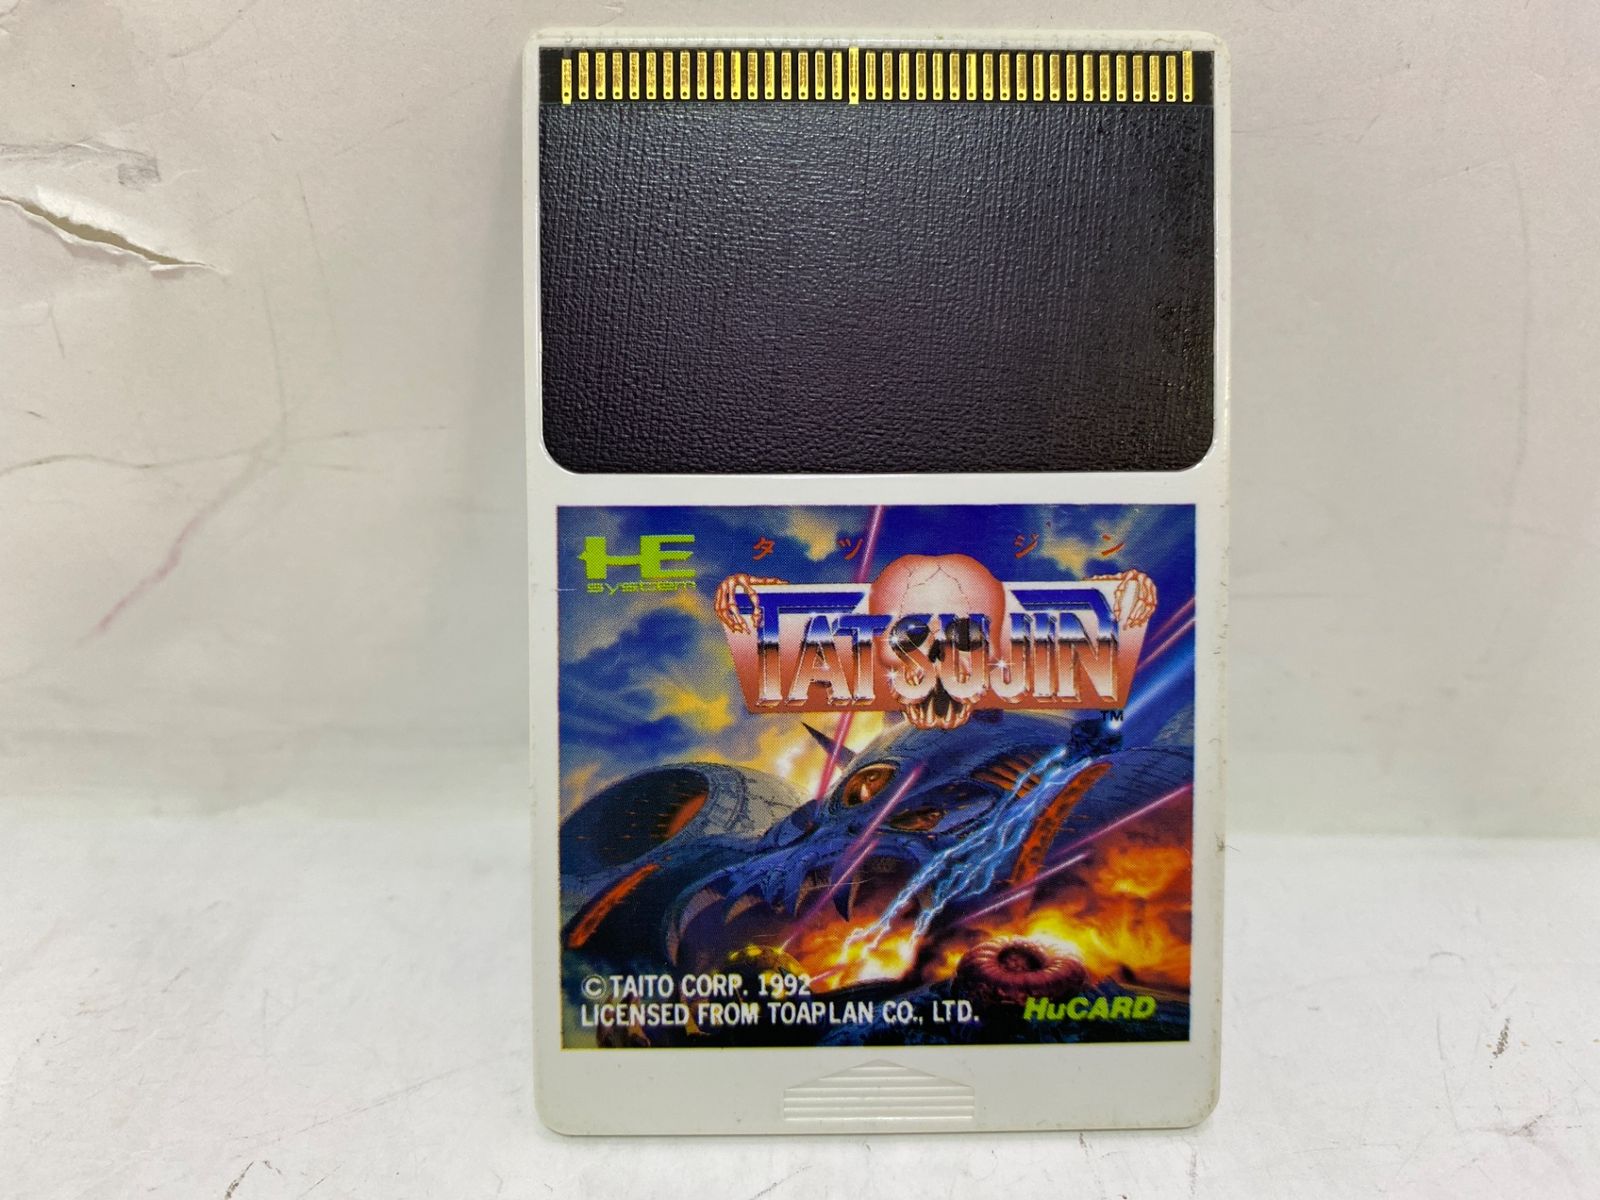 HE
system
タツジン
TATSUJIN
TM
©TAITO CORP. 1992
LICENSED FROM TOAPLAN CO., LTD.
HuCARD